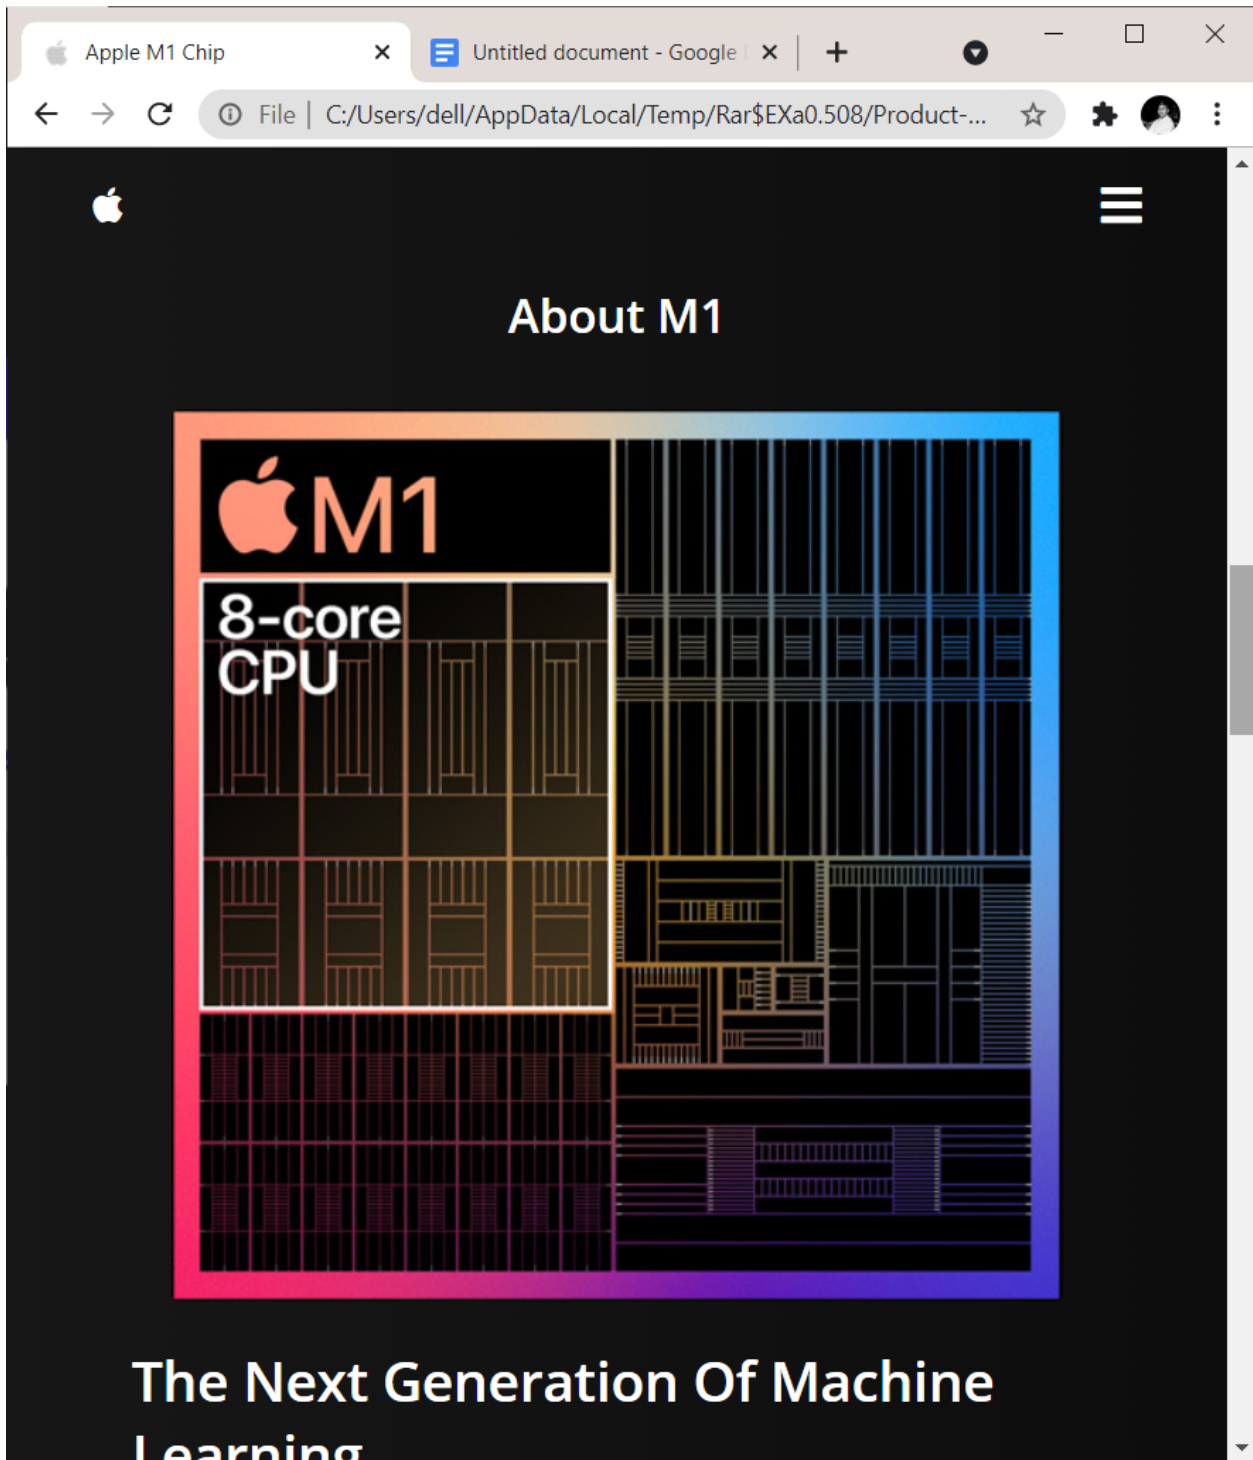 Apple M1 Chip
Untitled document - Google
File | C:/Users/dell/AppData/Local/Temp/Rar$EXa0.508/Product-...
About M1
M1
8-core
CPU
The Next Generation Of Machine
Learning